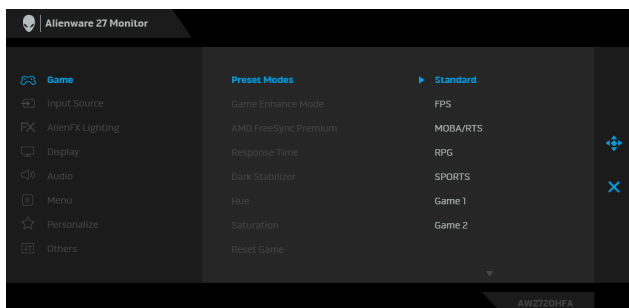 Alienware 27 Monitor
Game
Input Source
AlienFX Lighting
Display
Audio
Menu
Personalize
Others
Preset Modes
Game Enhance Mode
AMD FreeSync Premium
Response Time
Dark Stabilizer
Hue
Saturation
Reset Game
Standard
FPS
MOBA/RTS
RPG
SPORTS
Game 1
Game 2
AW2720HFA